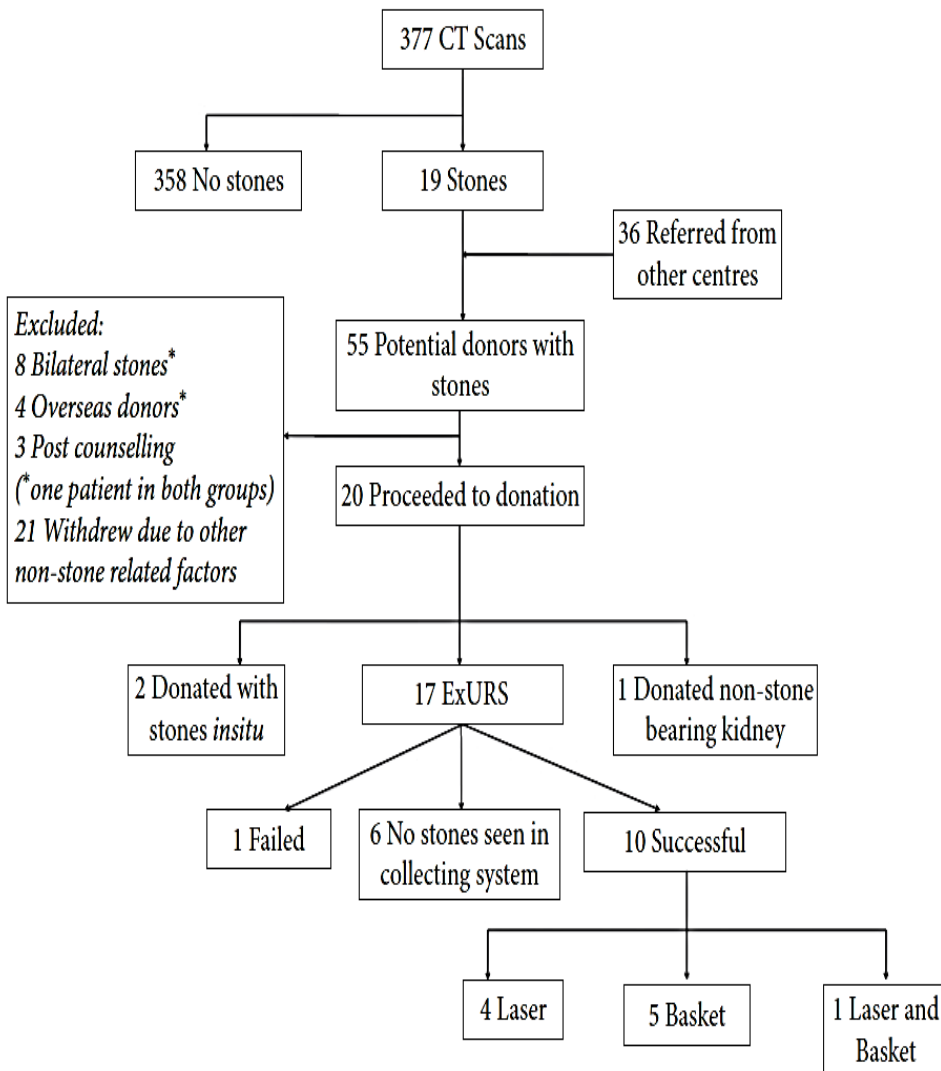 377 CT Scans
358 No stones
19 Stones
36 Referred from
other centres
Excluded:
8 Bilateral stones*
4 Overseas donors*
3 Post counselling
(*one patient in both groups)
21 Withdrew due to other
non-stone related factors
55 Potential donors with
stones
20 Proceeded to donation
2 Donated with
stones insitu
17 ExURS
1 Donated non-stone
bearing kidney
1 Failed
6 No stones seen in
collecting system
10 Successful
4 Laser
5 Basket
1 Laser and
Basket